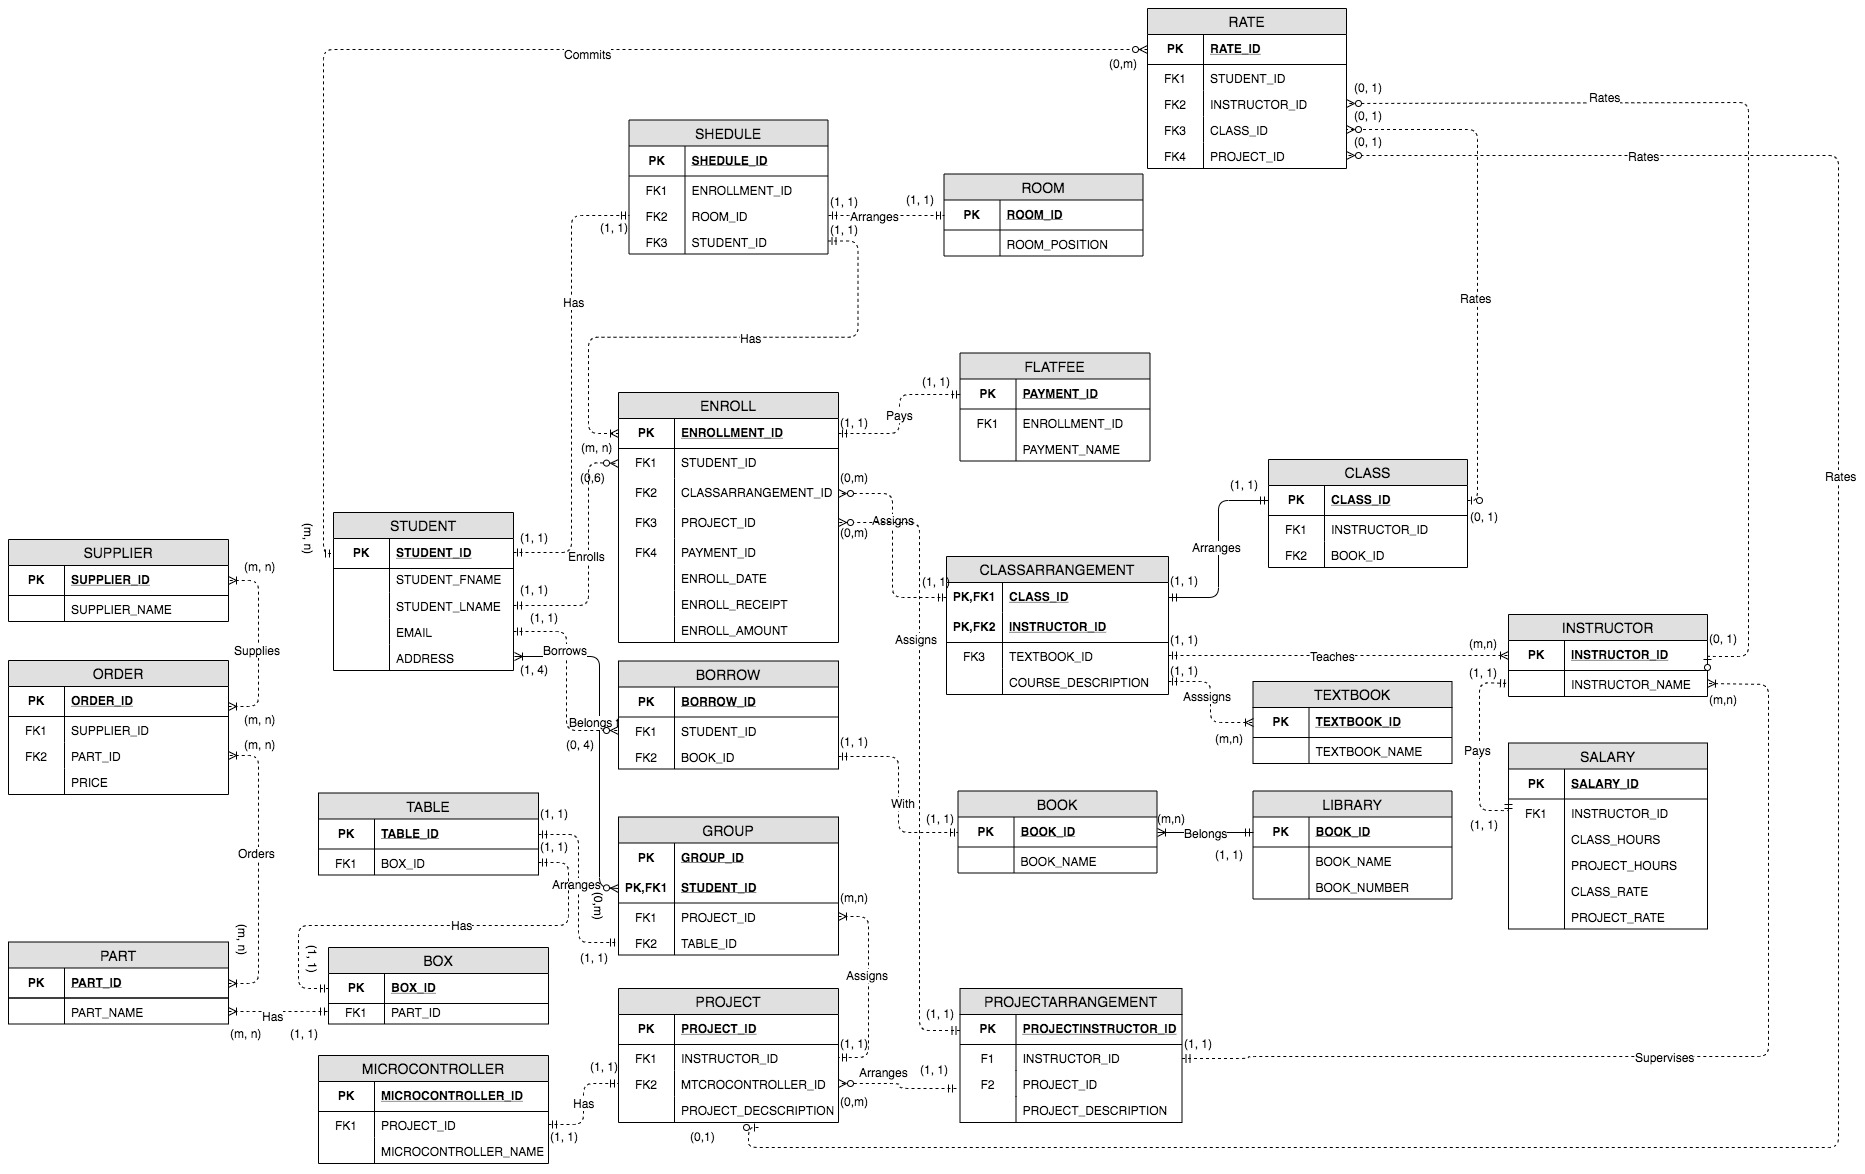 RATE
PK RATE_ID
FK1 STUDENT_ID
FK2 INSTRUCTOR_ID
FK3 CLASS_ID
FK4 PROJECT_ID
Commits
(0,m)
(0, 1)
Rates
(0, 1)
(0, 1)
Rates
SHEDULE
PK SHEDULE_ID
FK1 ENROLLMENT_ID
FK2 ROOM_ID
FK3 STUDENT_ID
(1, 1)
(1, 1)
Arranges
(1, 1)
(1, 1)
ROOM
PK ROOM_ID
ROOM_POSITION
Has
Has
Rates
FLATFEE
PK PAYMENT_ID
FK1 ENROLLMENT_ID
PAYMENT_NAME
(1, 1)
Pays
(1, 1)
ENROLL
PK ENROLLMENT_ID
FK1 STUDENT_ID
FK2 CLASSARRANGEMENT_ID
FK3 PROJECT_ID
FK4 PAYMENT_ID
ENROLL_DATE
ENROLL_RECEIPT
ENROLL_AMOUNT
(m, n)
(0,6)
(0,m)
Assigns
(0,m)
CLASS
PK CLASS_ID
FK1 INSTRUCTOR_ID
FK2 BOOK_ID
(1, 1)
(0, 1)
Rates
Arranges
STUDENT
PK STUDENT_ID
STUDENT_FNAME
STUDENT_LNAME
EMAIL
ADDRESS
(m, n)
(1, 1)
Enrolls
(1, 1)
(1, 1)
Borrows
(1, 4)
SUPPLIER
PK SUPPLIER_ID
SUPPLIER_NAME
(m, n)
Supplies
CLASSARRANGEMENT
PK,FK1 CLASS_ID
PK,FK2 INSTRUCTOR_ID
FK3 TEXTBOOK_ID
COURSE_DESCRIPTION
(1, 1)
(1, 1)
(1, 1)
(1, 1)
Assigns
Teaches
(m,n)
Asssigns
(m,n)
INSTRUCTOR
PK INSTRUCTOR_ID
INSTRUCTOR_NAME
(0, 1)
(1, 1)
(m,n)
ORDER
PK ORDER_ID
FK1 SUPPLIER_ID
FK2 PART_ID
PRICE
(m, n)
(m, n)
Orders
BORROW
PK BORROW_ID
FK1 STUDENT_ID
FK2 BOOK_ID
Belongs
(0, 4)
(1, 1)
With
TEXTBOOK
PK TEXTBOOK_ID
TEXTBOOK_NAME
SALARY
PK SALARY_ID
FK1 INSTRUCTOR_ID
CLASS_HOURS
PROJECT_HOURS
CLASS_RATE
PROJECT_RATE
Pays
(1, 1)
TABLE
PK TABLE_ID
FK1 BOX_ID
(1, 1)
(1, 1)
Arranges
(0,m)
GROUP
PK GROUP_ID
PK,FK1 STUDENT_ID
FK1 PROJECT_ID
FK2 TABLE_ID
(m,n)
(1, 1)
BOOK
PK BOOK_ID
BOOK_NAME
(1, 1)
(m,n)
Belongs
(1, 1)
LIBRARY
PK BOOK_ID
BOOK_NAME
BOOK_NUMBER
Has
(1, 1)
(m, n)
PART
PK PART_ID
PART_NAME
Has
(m, n)
(1, 1)
BOX
PK BOX_ID
FK1 PART_ID
Assigns
PROJECT
PK PROJECT_ID
FK1 INSTRUCTOR_ID
FK2 MTCROCONTROLLER_ID
PROJECT_DECSCRIPTION
(1, 1)
(1, 1)
Arranges
(0,m)
(0,1)
PROJECTARRANGEMENT
PK PROJECTINSTRUCTOR_ID
F1 INSTRUCTOR_ID
F2 PROJECT_ID
PROJECT_DESCRIPTION
(1, 1)
(1, 1)
(1, 1)
Supervises
MICROCONTROLLER
PK MICROCONTROLLER_ID
FK1 PROJECT_ID
MICROCONTROLLER_NAME
Has
(1, 1)